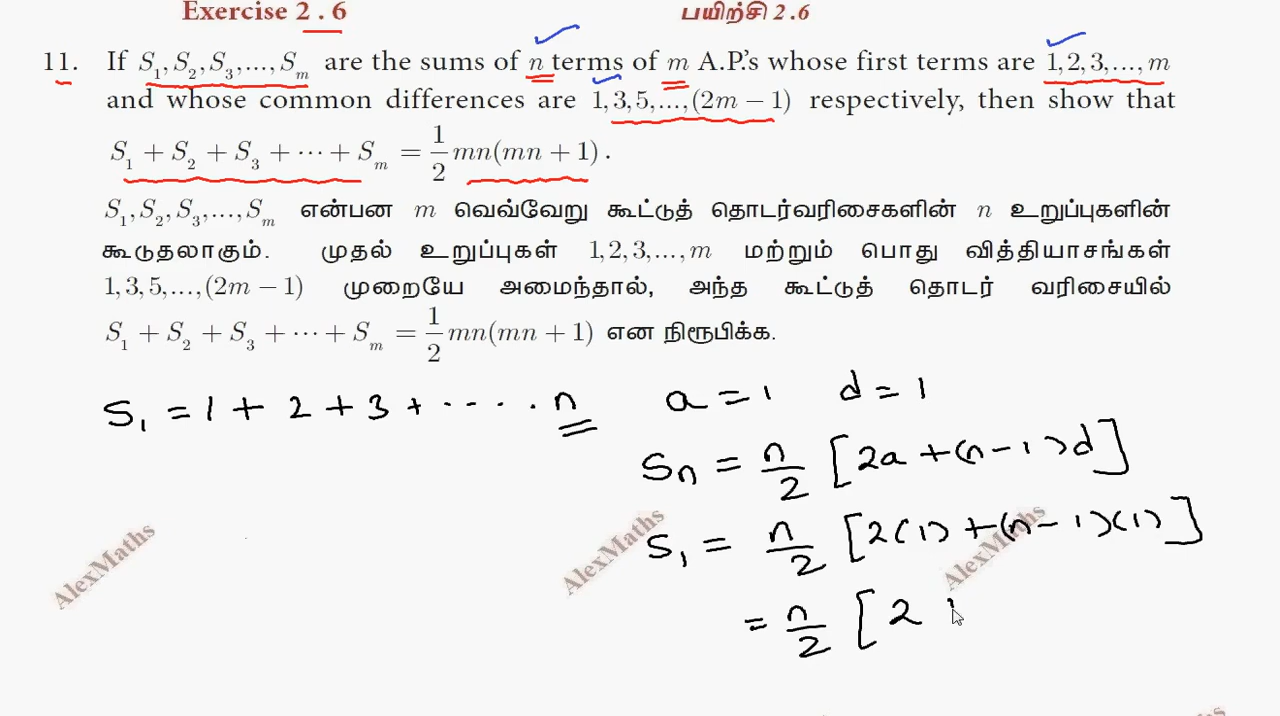 Exercise 2 . 6 பயிற்சி 2.6
11. If S₁, S₂, S₃, ..., Sₘ are the sums of n terms of m A.P.'s whose first terms are 1, 2, 3, ..., m
and whose common differences are 1, 3, 5, ..., (2m − 1) respectively, then show that
S₁ + S₂ + S₃ + ⋯ + Sₘ = 1/2 mn(mn + 1) .
S₁, S₂, S₃, ..., Sₘ என்பன m வெவ்வேறு கூட்டுத் தொடர்வரிசைகளின் n உறுப்புகளின்
கூடுதலாகும். முதல் உறுப்புகள் 1, 2, 3, ..., m மற்றும் பொது வித்தியாசங்கள்
1, 3, 5, ..., (2m − 1) முறையே அமைந்தால், அந்த கூட்டுத் தொடர் வரிசையில்
S₁ + S₂ + S₃ + ⋯ + Sₘ = 1/2 mn(mn + 1) என நிரூபிக்க.
S₁ = 1 + 2 + 3 + ..... n a = 1 d = 1
Sn = n/2 [2a + (n - 1)d]
S₁ = n/2 [2(1) + (n - 1)(1)]
= n/2 [2
AlexMaths
AlexMaths
AlexMaths